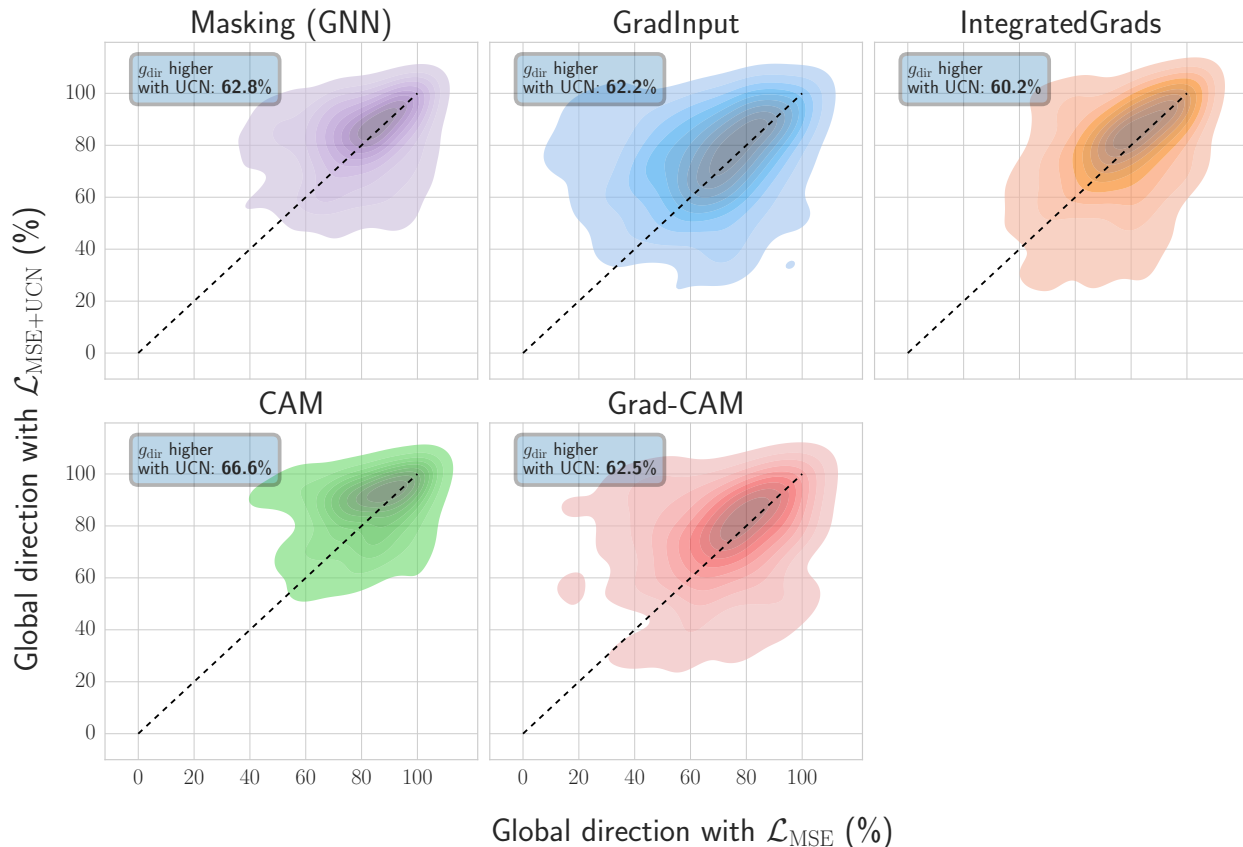 Masking (GNN)
GradInput
IntegratedGrads
g_dir higher
with UCN: 62.8%
g_dir higher
with UCN: 62.2%
g_dir higher
with UCN: 60.2%
100
80
60
40
20
0
CAM
Grad-CAM
g_dir higher
with UCN: 66.6%
g_dir higher
with UCN: 62.5%
100
80
60
40
20
0
0 20 40 60 80 100
0 20 40 60 80 100
Global direction with ℒ_MSE+UCN (%)
Global direction with ℒ_MSE (%)